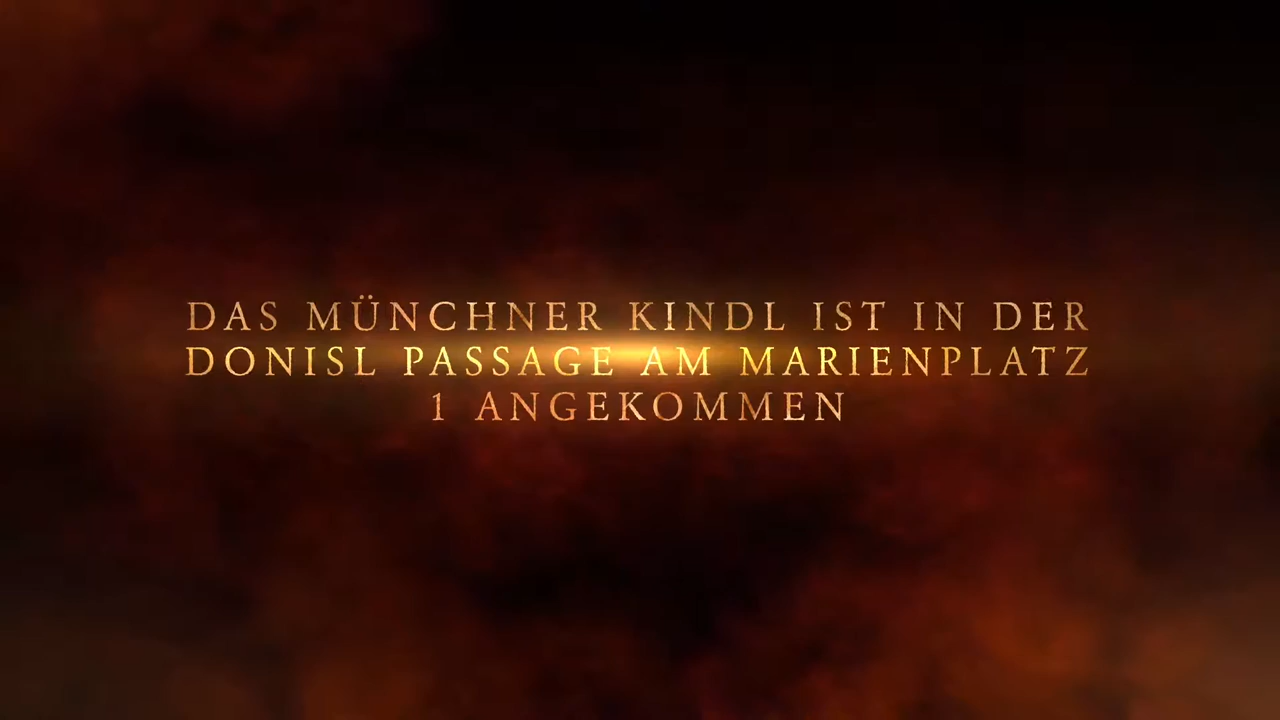 DAS MÜNCHNER KINDL IST IN DER
DONISL PASSAGE AM MARIENPLATZ
1 ANGEKOMMEN